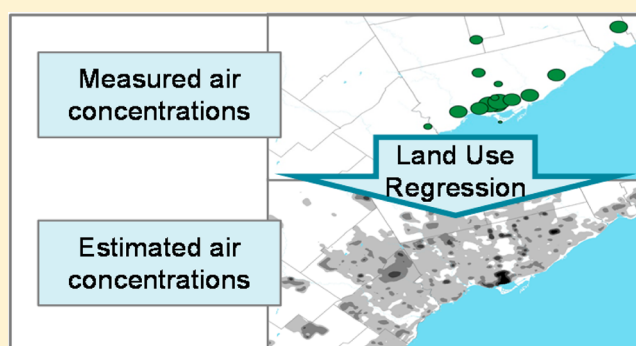 Measured air
concentrations
Land Use
Regression
Estimated air
concentrations